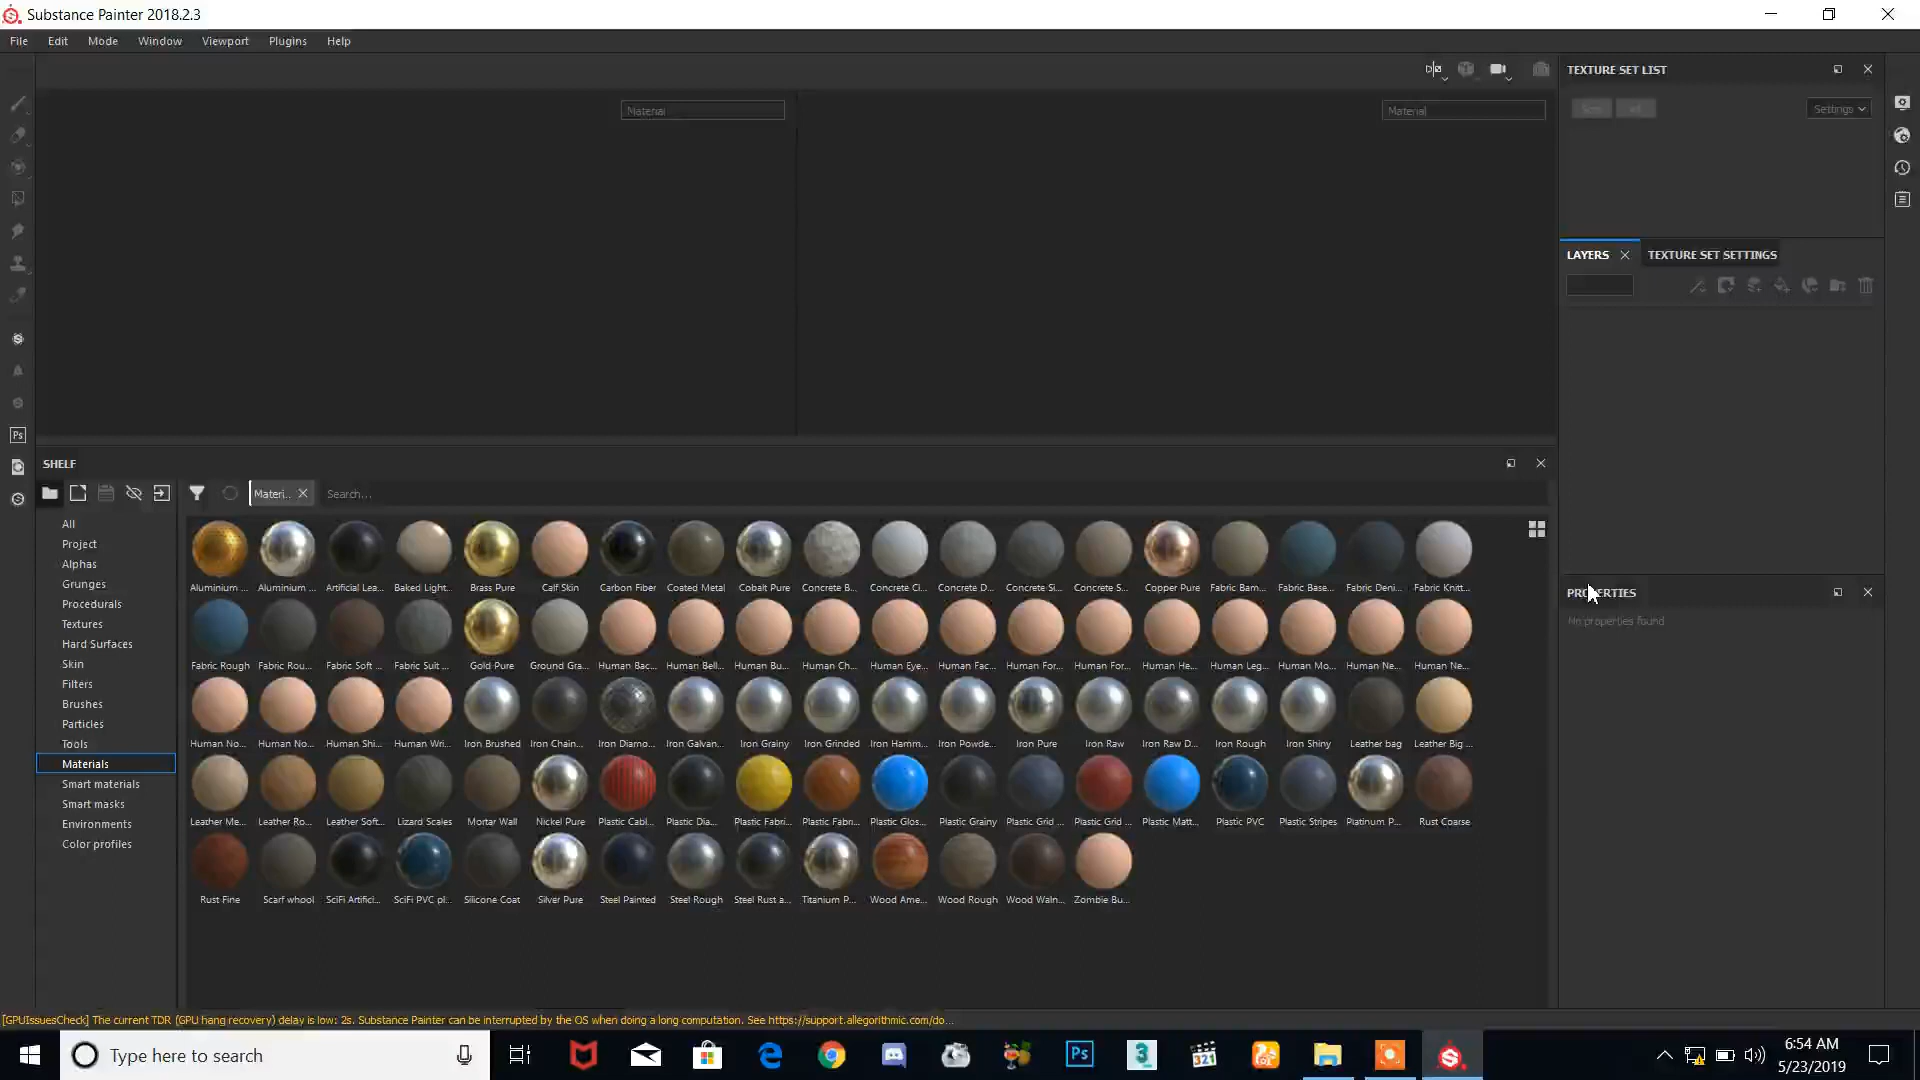 Substance Painter 2018.2.3
File Edit Mode Window Viewport Plugins Help
TEXTURE SET LIST
Material Material
Settings
LAYERS TEXTURE SET SETTINGS
SHELF
Materi... Search...
All
Project
Alphas
Grunges
Procedurals
Textures
Hard Surfaces
Skin
Filters
Brushes
Particles
Tools
Materials
Smart materials
Smart masks
Environments
Color profiles
Aluminium ... Aluminium ... Artificial Lea... Baked Light... Brass Pure Calf Skin Carbon Fiber Coated Metal Cobalt Pure Concrete B... Concrete Cl... Concrete D... Concrete Si... Concrete S... Copper Pure Fabric Bam... Fabric Base... Fabric Deni... Fabric Knitt...
Fabric Rough Fabric Rou... Fabric Soft ... Fabric Suit ... Gold Pure Ground Gra... Human Bac... Human Bell... Human Bu... Human Ch... Human Eye... Human Fac... Human For... Human For... Human He... Human Leg... Human Mo... Human Ne... Human Ne...
Human No... Human No... Human Shi... Human Wri... Iron Brushed Iron Chain... Iron Diamo... Iron Galvan... Iron Grainy Iron Grinded Iron Hamm... Iron Powde... Iron Pure Iron Raw Iron Raw D... Iron Rough Iron Shiny Leather bag Leather Big ...
Leather Me... Leather Ro... Leather Soft... Lizard Scales Mortar Wall Nickel Pure Plastic Cabl... Plastic Dia... Plastic Fabri... Plastic Fabri... Plastic Glos... Plastic Grainy Plastic Grid ... Plastic Grid ... Plastic Matt... Plastic PVC Plastic Stripes Platinum P... Rust Coarse
Rust Fine Scarf whool SciFi Artifici... SciFi PVC pl... Silicone Coat Silver Pure Steel Painted Steel Rough Steel Rust a... Titanium P... Wood Ame... Wood Rough Wood Waln... Zombie Bu...
PROPERTIES
No properties found
[GPUIssuesCheck] The current TDR (GPU hang recovery) delay is low: 2s. Substance Painter can be interrupted by the OS when doing a long computation. See https://support.allegorithmic.com/do...
Type here to search
Ps
3
321
6:54 AM
5/23/2019